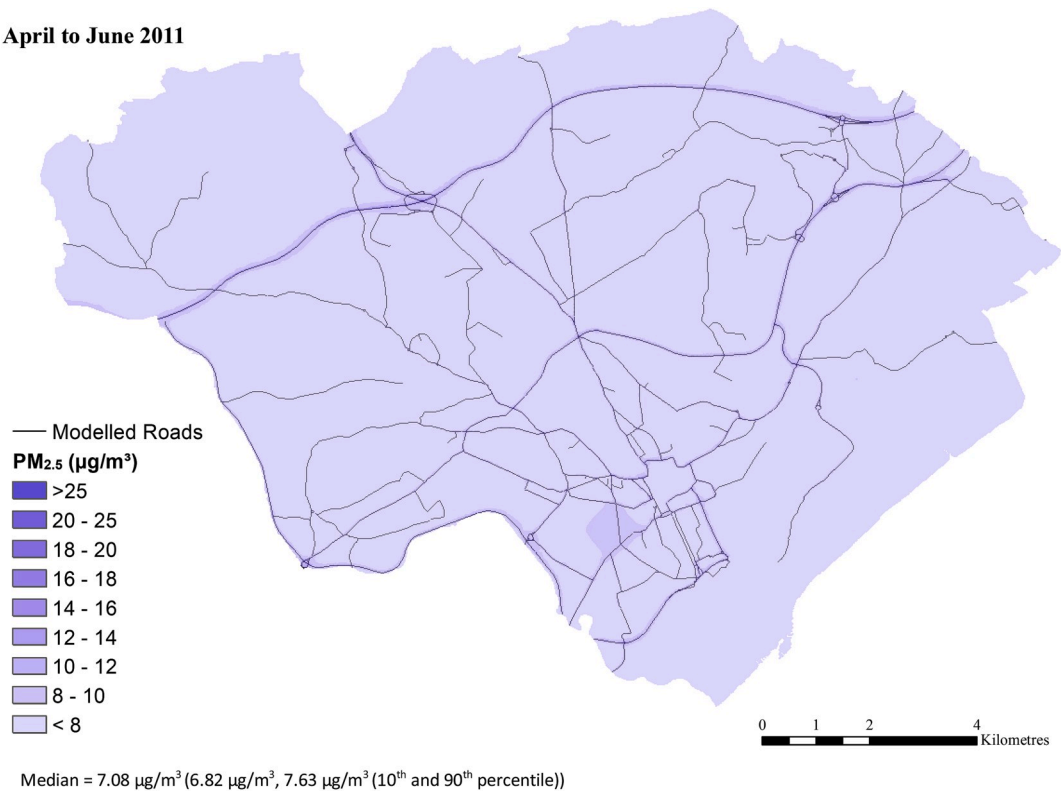 April to June 2011
Modelled Roads
PM₂.₅ (µg/m³)
>25
20 - 25
18 - 20
16 - 18
14 - 16
12 - 14
10 - 12
8 - 10
< 8
0 1 2 4
Kilometres
Median = 7.08 µg/m³ (6.82 µg/m³, 7.63 µg/m³ (10ᵗʰ and 90ᵗʰ percentile))